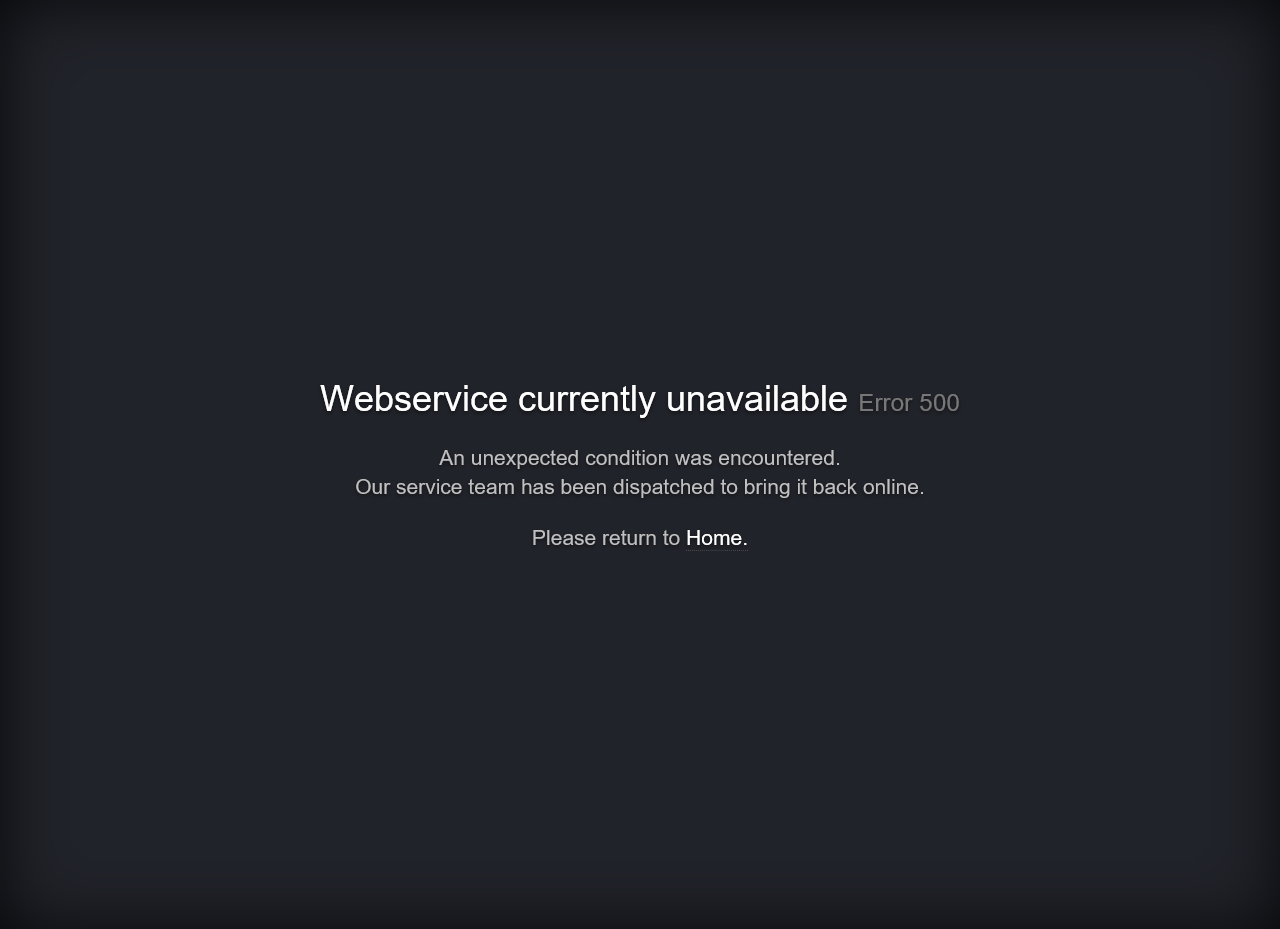 Webservice currently unavailable Error 500
An unexpected condition was encountered.
Our service team has been dispatched to bring it back online.
Please return to Home.